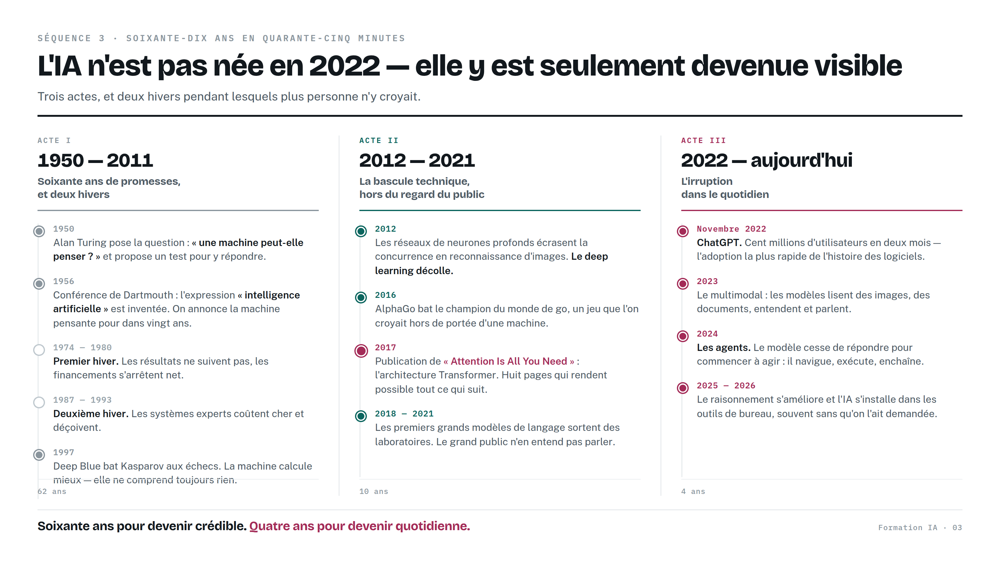 SÉQUENCE 3 · SOIXANTE-DIX ANS EN QUARANTE-CINQ MINUTES
L'IA n'est pas née en 2022 — elle y est seulement devenue visible
Trois actes, et deux hivers pendant lesquels plus personne n'y croyait.
ACTE I
1950 — 2011
Soixante ans de promesses,
et deux hivers
1950
Alan Turing pose la question : « une machine peut-elle
penser ? » et propose un test pour y répondre.
1956
Conférence de Dartmouth : l'expression « intelligence
artificielle » est inventée. On annonce la machine
pensante pour dans vingt ans.
1974 — 1980
Premier hiver. Les résultats ne suivent pas, les
financements s'arrêtent net.
1987 — 1993
Deuxième hiver. Les systèmes experts coûtent cher et
déçoivent.
1997
Deep Blue bat Kasparov aux échecs. La machine calcule
mieux — elle ne comprend toujours rien.
62 ans
ACTE II
2012 — 2021
La bascule technique,
hors du regard du public
2012
Les réseaux de neurones profonds écrasent la
concurrence en reconnaissance d'images. Le deep
learning décolle.
2016
AlphaGo bat le champion du monde de go, un jeu que l'on
croyait hors de portée d'une machine.
2017
Publication de « Attention Is All You Need » :
l'architecture Transformer. Huit pages qui rendent
possible tout ce qui suit.
2018 — 2021
Les premiers grands modèles de langage sortent des
laboratoires. Le grand public n'en entend pas parler.
10 ans
ACTE III
2022 — aujourd'hui
L'irruption
dans le quotidien
Novembre 2022
ChatGPT. Cent millions d'utilisateurs en deux mois —
l'adoption la plus rapide de l'histoire des logiciels.
2023
Le multimodal : les modèles lisent des images, des
documents, entendent et parlent.
2024
Les agents. Le modèle cesse de répondre pour
commencer à agir : il navigue, exécute, enchaîne.
2025 — 2026
Le raisonnement s'améliore et l'IA s'installe dans les
outils de bureau, souvent sans qu'on l'ait demandée.
4 ans
Soixante ans pour devenir crédible. Quatre ans pour devenir quotidienne.
Formation IA · 03